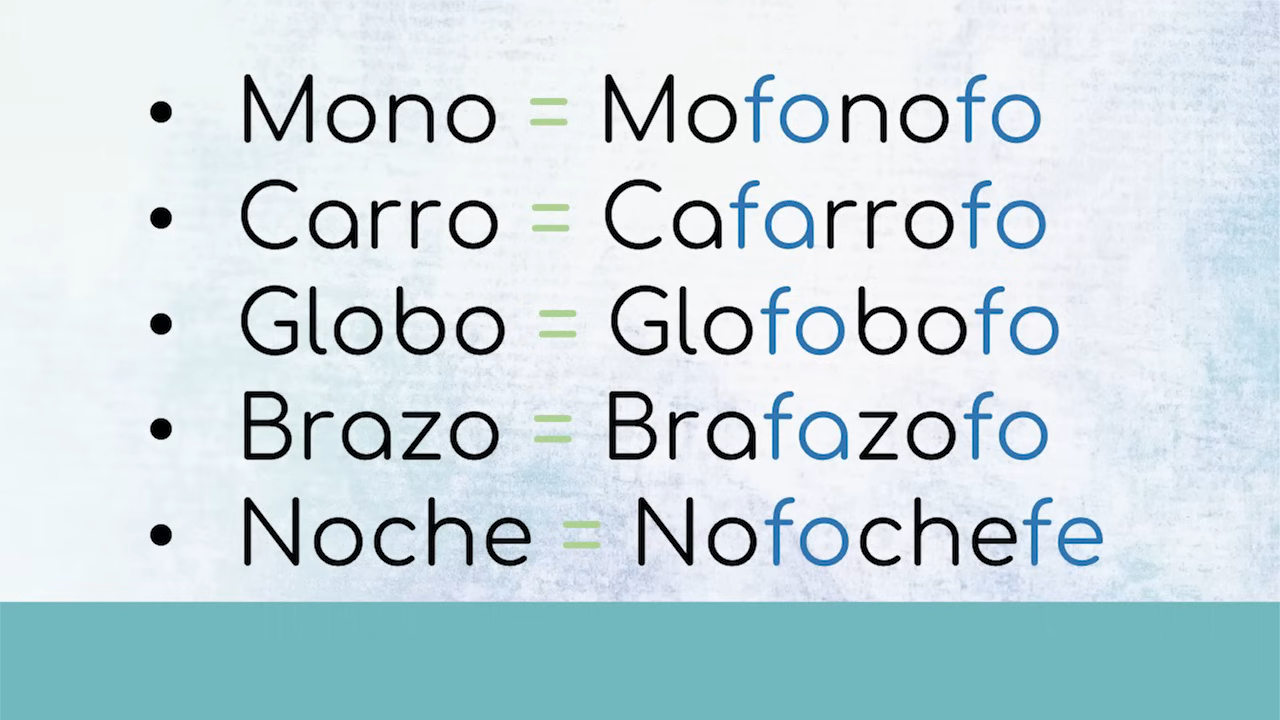 • Mono = Mofonofo
• Carro = Cafarrofo
• Globo = Glofobofo
• Brazo = Brafazofo
• Noche = Nofochefe